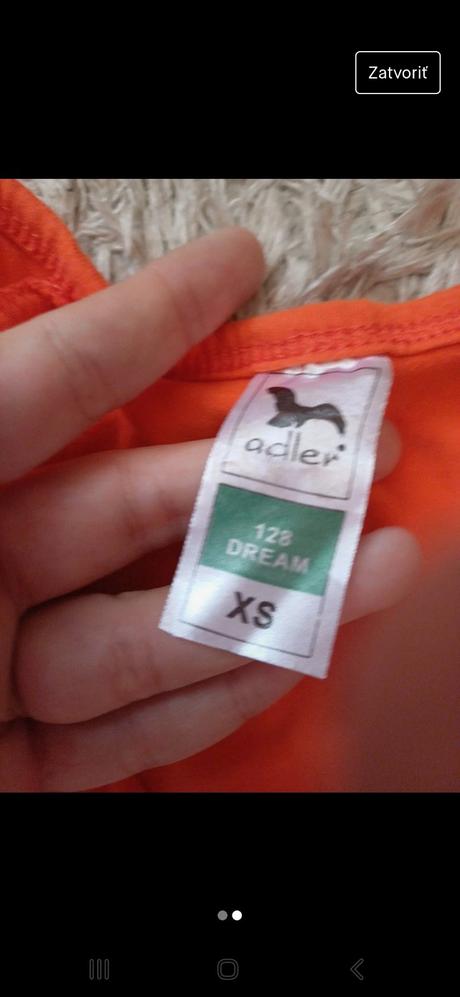 Zatvoriť
adler
128
DREAM
XS